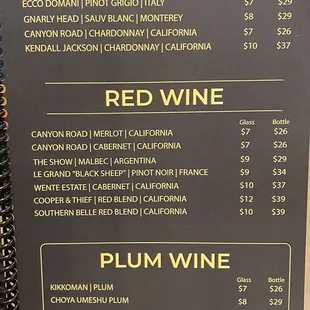 ECCO DOMANI | PINOT GRIGIO | ITALY $7 $29
GNARLY HEAD | SAUV BLANC | MONTEREY $8 $29
CANYON ROAD | CHARDONNAY | CALIFORNIA $7 $26
KENDALL JACKSON | CHARDONNAY | CALIFORNIA $10 $37
RED WINE
Glass Bottle
CANYON ROAD | MERLOT | CALIFORNIA $7 $26
CANYON ROAD | CABERNET | CALIFORNIA $7 $26
THE SHOW | MALBEC | ARGENTINA $9 $29
LE GRAND "BLACK SHEEP" | PINOT NOIR | FRANCE $9 $34
WENTE ESTATE | CABERNET | CALIFORNIA $10 $37
COOPER & THIEF | RED BLEND | CALIFORNIA $12 $39
SOUTHERN BELLE RED BLEND | CALIFORNIA $10 $39
PLUM WINE
Glass Bottle
KIKKOMAN | PLUM $7 $26
CHOYA UMESHU PLUM $8 $29